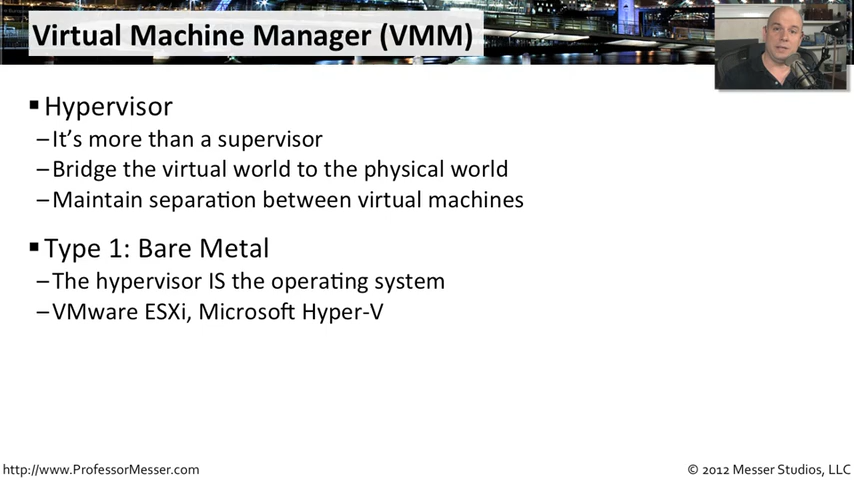 Virtual Machine Manager (VMM)
▪ Hypervisor
– It’s more than a supervisor
– Bridge the virtual world to the physical world
– Maintain separation between virtual machines
▪ Type 1: Bare Metal
– The hypervisor IS the operating system
– VMware ESXi, Microsoft Hyper-V
http://www.ProfessorMesser.com
© 2012 Messer Studios, LLC